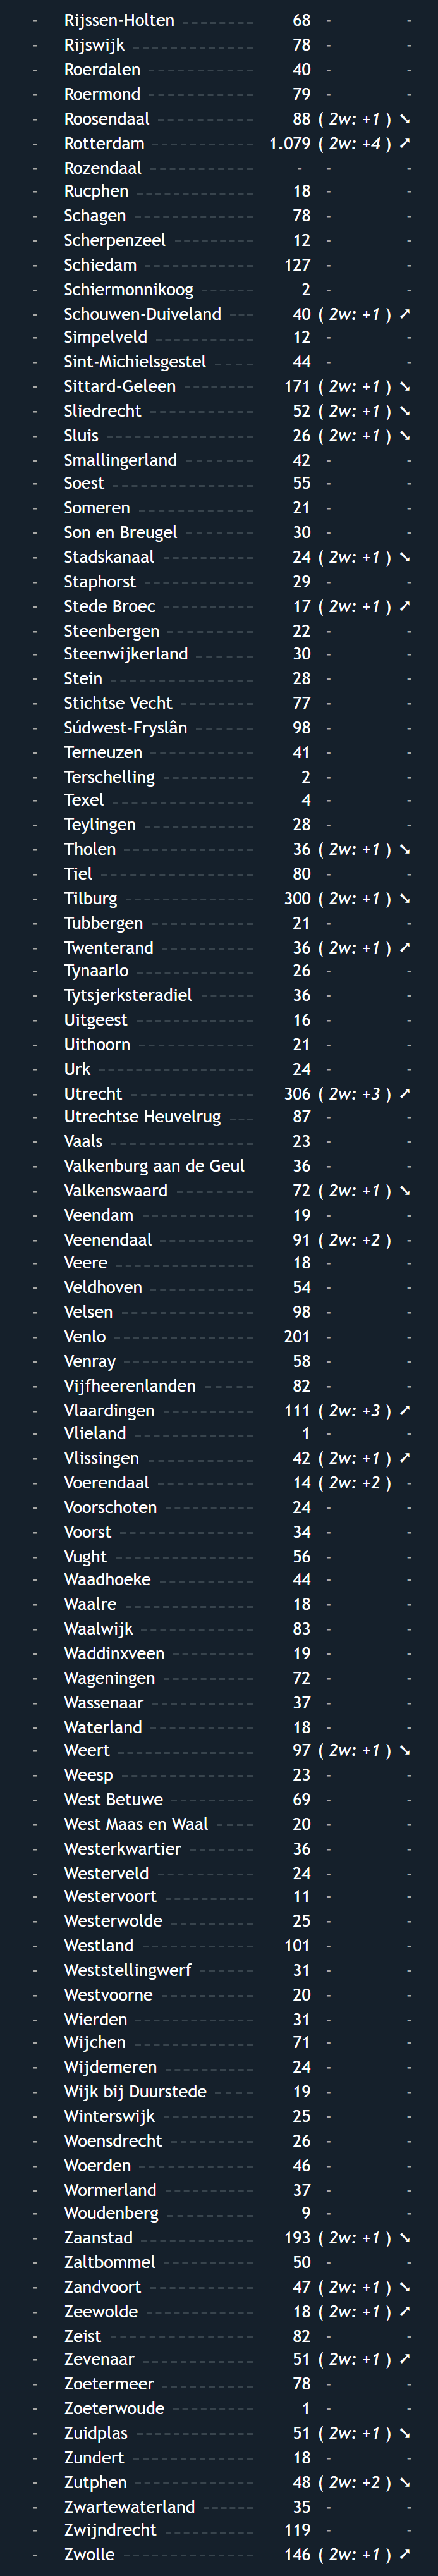 - Rijssen-Holten 68 - -
- Rijswijk 78 - -
- Roerdalen 40 - -
- Roermond 79 - -
- Roosendaal 88 ( 2w: +1 ) ➘
- Rotterdam 1.079 ( 2w: +4 ) ➚
- Rozendaal - - -
- Rucphen 18 - -
- Schagen 78 - -
- Scherpenzeel 12 - -
- Schiedam 127 - -
- Schiermonnikoog 2 - -
- Schouwen-Duiveland 40 ( 2w: +1 ) ➚
- Simpelveld 12 - -
- Sint-Michielsgestel 44 - -
- Sittard-Geleen 171 ( 2w: +1 ) ➘
- Sliedrecht 52 ( 2w: +1 ) ➘
- Sluis 26 ( 2w: +1 ) ➘
- Smallingerland 42 - -
- Soest 55 - -
- Someren 21 - -
- Son en Breugel 30 - -
- Stadskanaal 24 ( 2w: +1 ) ➘
- Staphorst 29 - -
- Stede Broec 17 ( 2w: +1 ) ➚
- Steenbergen 22 - -
- Steenwijkerland 30 - -
- Stein 28 - -
- Stichtse Vecht 77 - -
- Súdwest-Fryslân 98 - -
- Terneuzen 41 - -
- Terschelling 2 - -
- Texel 4 - -
- Teylingen 28 - -
- Tholen 36 ( 2w: +1 ) ➘
- Tiel 80 - -
- Tilburg 300 ( 2w: +1 ) ➘
- Tubbergen 21 - -
- Twenterand 36 ( 2w: +1 ) ➚
- Tynaarlo 26 - -
- Tytsjerksteradiel 36 - -
- Uitgeest 16 - -
- Uithoorn 21 - -
- Urk 24 - -
- Utrecht 306 ( 2w: +3 ) ➚
- Utrechtse Heuvelrug 87 - -
- Vaals 23 - -
- Valkenburg aan de Geul 36 - -
- Valkenswaard 72 ( 2w: +1 ) ➘
- Veendam 19 - -
- Veenendaal 91 ( 2w: +2 ) -
- Veere 18 - -
- Veldhoven 54 - -
- Velsen 98 - -
- Venlo 201 - -
- Venray 58 - -
- Vijfheerenlanden 82 - -
- Vlaardingen 111 ( 2w: +3 ) ➚
- Vlieland 1 - -
- Vlissingen 42 ( 2w: +1 ) ➚
- Voerendaal 14 ( 2w: +2 ) -
- Voorschoten 24 - -
- Voorst 34 - -
- Vught 56 - -
- Waadhoeke 44 - -
- Waalre 18 - -
- Waalwijk 83 - -
- Waddinxveen 19 - -
- Wageningen 72 - -
- Wassenaar 37 - -
- Waterland 18 - -
- Weert 97 ( 2w: +1 ) ➘
- Weesp 23 - -
- West Betuwe 69 - -
- West Maas en Waal 20 - -
- Westerkwartier 36 - -
- Westerveld 24 - -
- Westervoort 11 - -
- Westerwolde 25 - -
- Westland 101 - -
- Weststellingwerf 31 - -
- Westvoorne 20 - -
- Wierden 31 - -
- Wijchen 71 - -
- Wijdemeren 24 - -
- Wijk bij Duurstede 19 - -
- Winterswijk 25 - -
- Woensdrecht 26 - -
- Woerden 46 - -
- Wormerland 37 - -
- Woudenberg 9 - -
- Zaanstad 193 ( 2w: +1 ) ➘
- Zaltbommel 50 - -
- Zandvoort 47 ( 2w: +1 ) ➘
- Zeewolde 18 ( 2w: +1 ) ➚
- Zeist 82 - -
- Zevenaar 51 ( 2w: +1 ) ➚
- Zoetermeer 78 - -
- Zoeterwoude 1 - -
- Zuidplas 51 ( 2w: +1 ) ➘
- Zundert 18 - -
- Zutphen 48 ( 2w: +2 ) ➘
- Zwartewaterland 35 - -
- Zwijndrecht 119 - -
- Zwolle 146 ( 2w: +1 ) ➚